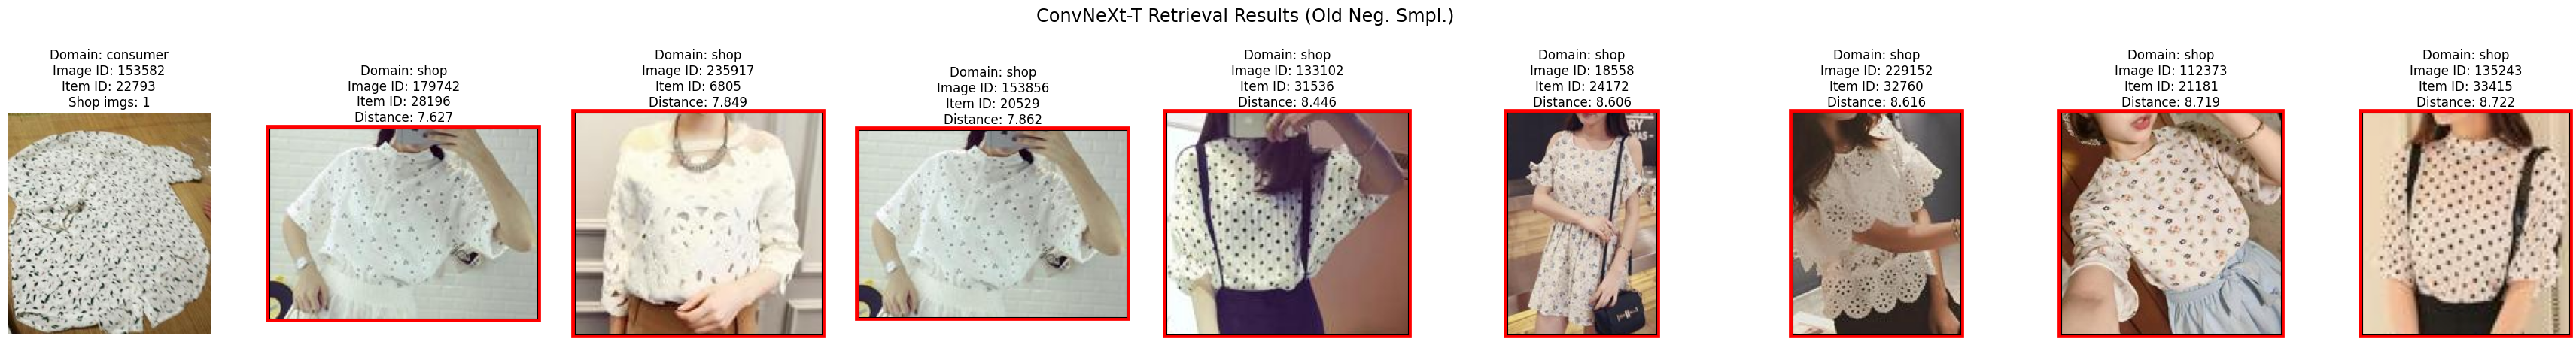 ConvNeXt-T Retrieval Results (Old Neg. Smpl.)
Domain: consumer
Image ID: 153582
Item ID: 22793
Shop imgs: 1
Domain: shop
Image ID: 179742
Item ID: 28196
Distance: 7.627
Domain: shop
Image ID: 235917
Item ID: 6805
Distance: 7.849
Domain: shop
Image ID: 153856
Item ID: 20529
Distance: 7.862
Domain: shop
Image ID: 133102
Item ID: 31536
Distance: 8.446
Domain: shop
Image ID: 18558
Item ID: 24172
Distance: 8.606
Domain: shop
Image ID: 229152
Item ID: 32760
Distance: 8.616
Domain: shop
Image ID: 112373
Item ID: 21181
Distance: 8.719
Domain: shop
Image ID: 135243
Item ID: 33415
Distance: 8.722